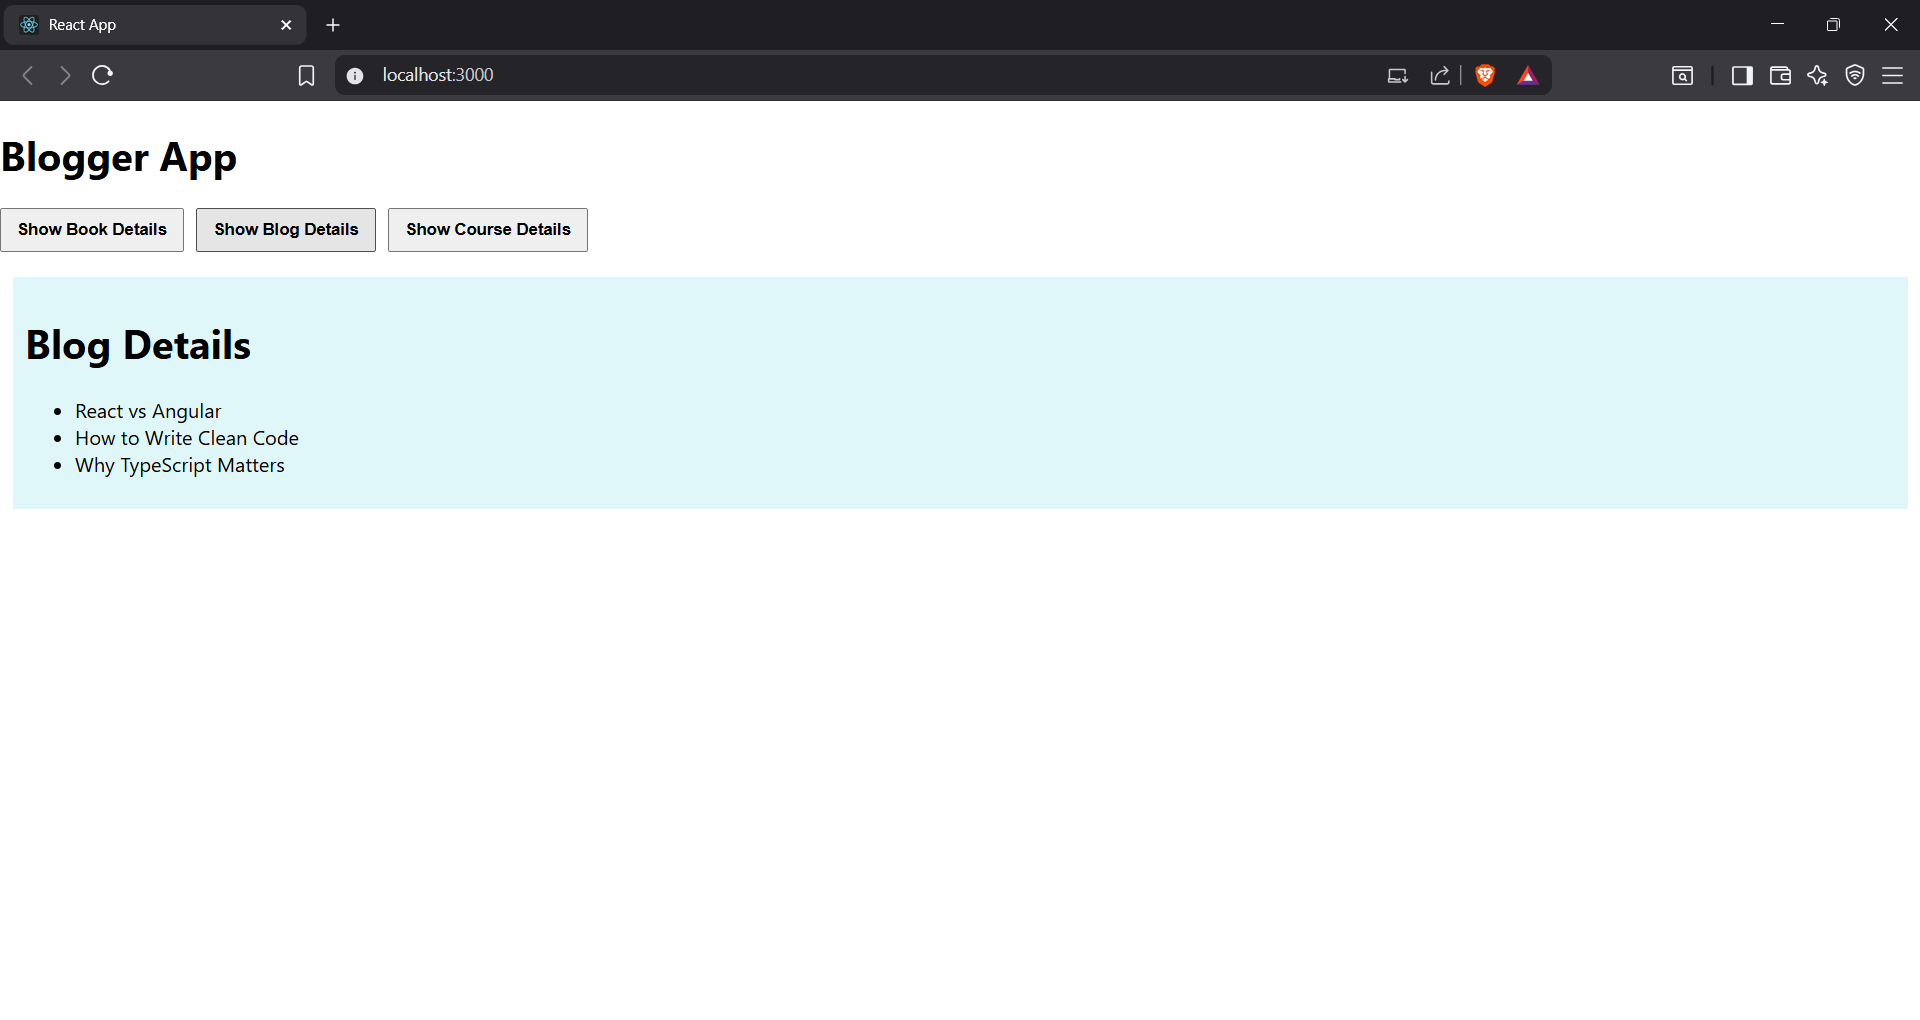 React App
localhost:3000
Blogger App
Show Book Details Show Blog Details Show Course Details
Blog Details
React vs Angular
How to Write Clean Code
Why TypeScript Matters